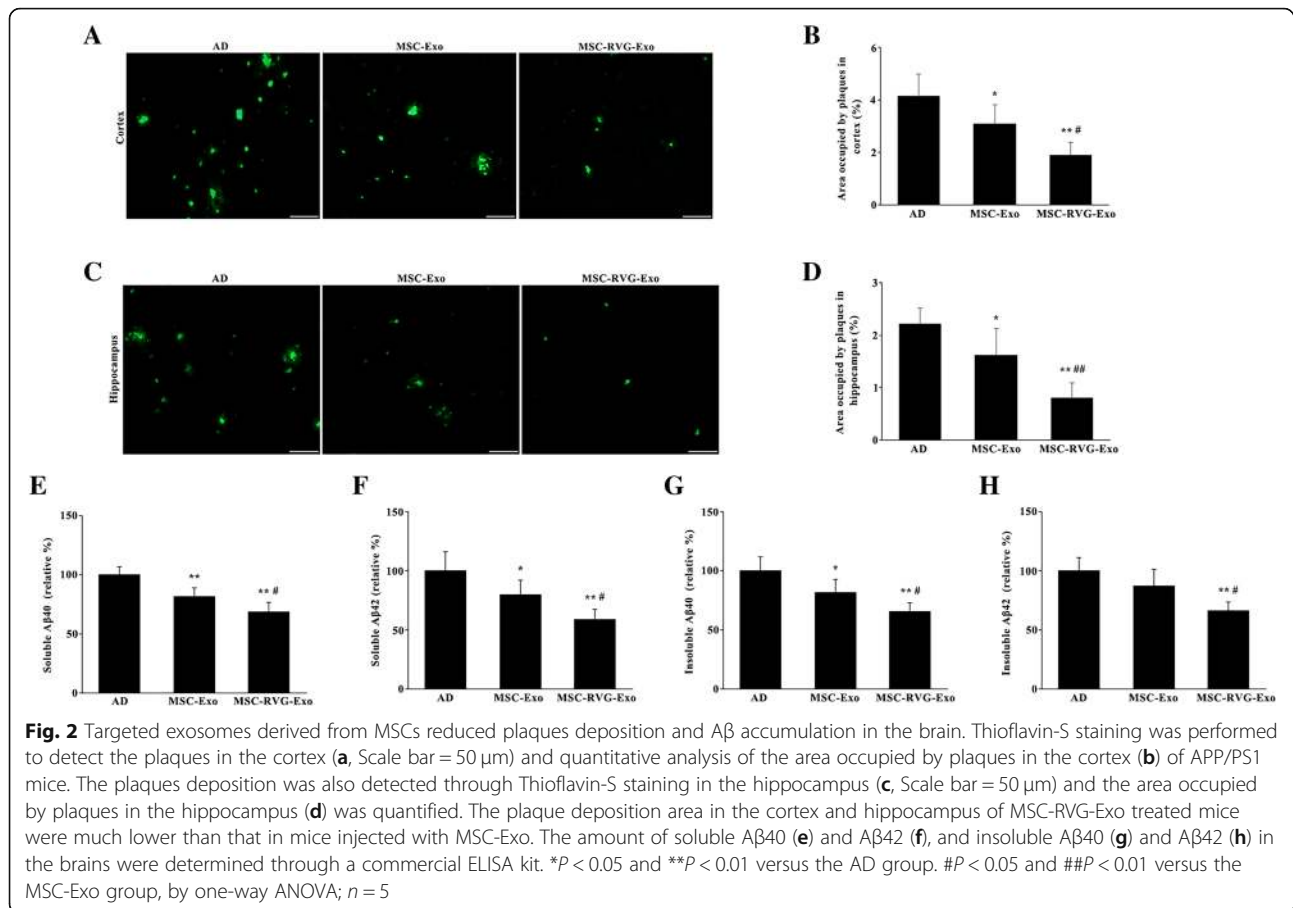 A
AD
MSC-Exo
MSC-RVG-Exo
Cortex
B
Area occupied by plaques in
cortex (%)
6
4
2
0
*
** #
AD
MSC-Exo
MSC-RVG-Exo
C
AD
MSC-Exo
MSC-RVG-Exo
Hippocampus
D
Area occupied by plaques in
hippocampus (%)
3
2
1
0
*
** ##
AD
MSC-Exo
MSC-RVG-Exo
E
Soluble Aβ40 (relative %)
150
100
50
0
**
** #
AD
MSC-Exo
MSC-RVG-Exo
F
Soluble Aβ42 (relative %)
150
100
50
0
*
** #
AD
MSC-Exo
MSC-RVG-Exo
G
Insoluble Aβ40 (relative %)
150
100
50
0
*
** #
AD
MSC-Exo
MSC-RVG-Exo
H
Insoluble Aβ42 (relative %)
150
100
50
0
** #
AD
MSC-Exo
MSC-RVG-Exo
Fig. 2 Targeted exosomes derived from MSCs reduced plaques deposition and Aβ accumulation in the brain. Thioflavin-S staining was performed
to detect the plaques in the cortex (a, Scale bar = 50 μm) and quantitative analysis of the area occupied by plaques in the cortex (b) of APP/PS1
mice. The plaques deposition was also detected through Thioflavin-S staining in the hippocampus (c, Scale bar = 50 μm) and the area occupied
by plaques in the hippocampus (d) was quantified. The plaque deposition area in the cortex and hippocampus of MSC-RVG-Exo treated mice
were much lower than that in mice injected with MSC-Exo. The amount of soluble Aβ40 (e) and Aβ42 (f), and insoluble Aβ40 (g) and Aβ42 (h) in
the brains were determined through a commercial ELISA kit. *P < 0.05 and **P < 0.01 versus the AD group. #P < 0.05 and ##P < 0.01 versus the
MSC-Exo group, by one-way ANOVA; n = 5